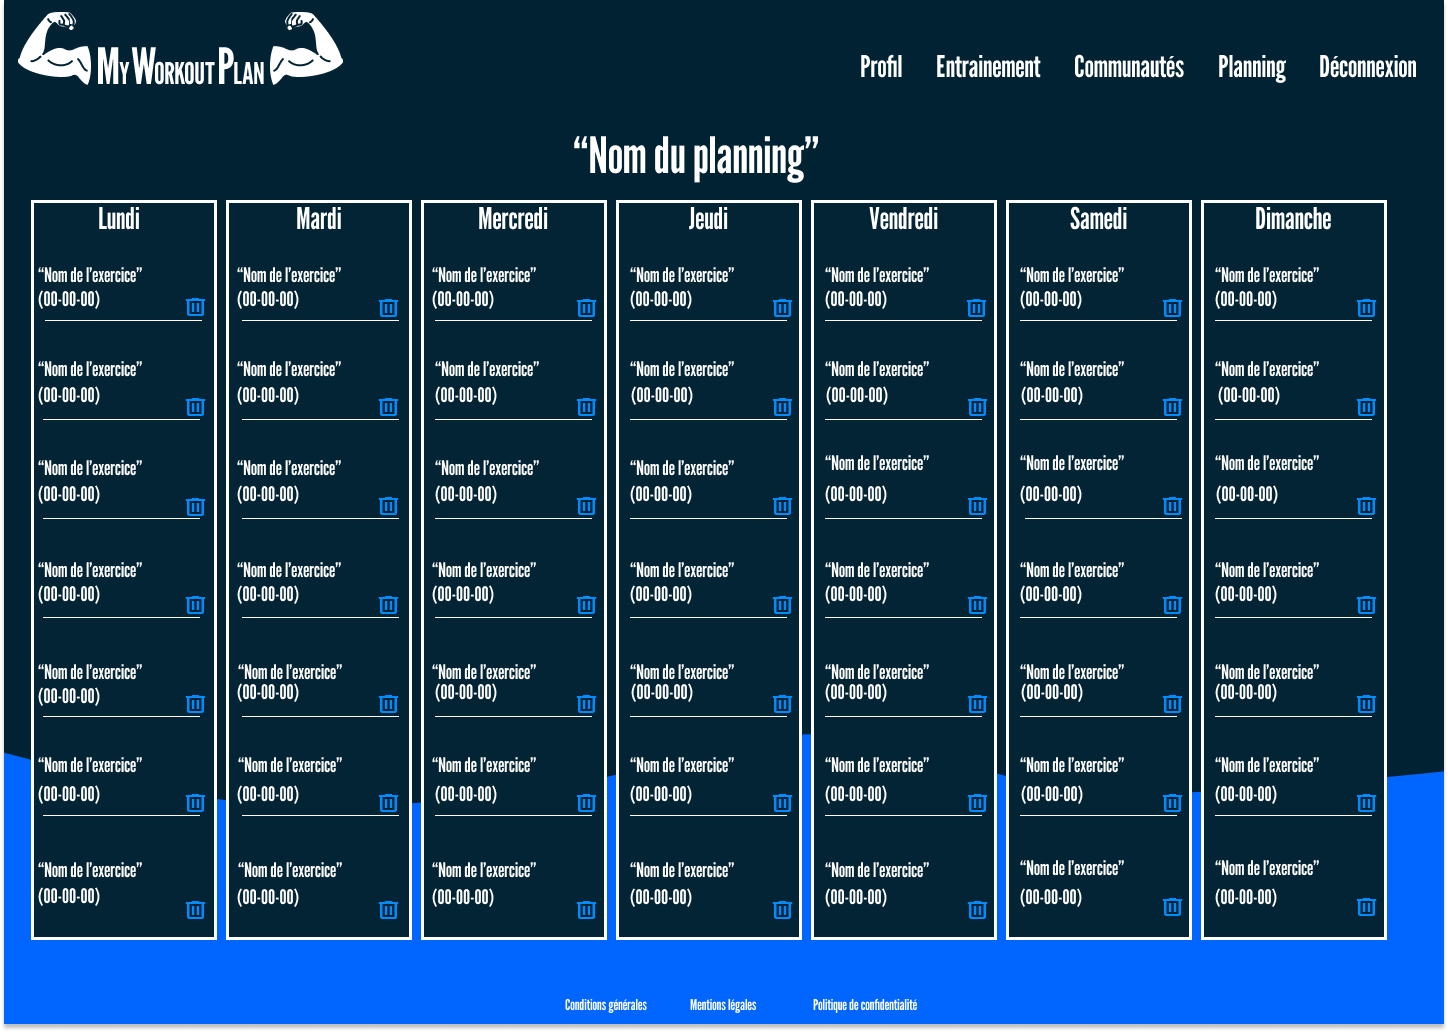 MY WORKOUT PLAN
Profil Entrainement Communautés Planning Déconnexion
“Nom du planning”
Lundi Mardi Mercredi Jeudi Vendredi Samedi Dimanche
“Nom de l’exercice” “Nom de l’exercice” “Nom de l’exercice” “Nom de l’exercice” “Nom de l’exercice” “Nom de l’exercice” “Nom de l’exercice”
(00-00-00) (00-00-00) (00-00-00) (00-00-00) (00-00-00) (00-00-00) (00-00-00)
“Nom de l’exercice” “Nom de l’exercice” “Nom de l’exercice” “Nom de l’exercice” “Nom de l’exercice” “Nom de l’exercice” “Nom de l’exercice”
(00-00-00) (00-00-00) (00-00-00) (00-00-00) (00-00-00) (00-00-00) (00-00-00)
“Nom de l’exercice” “Nom de l’exercice” “Nom de l’exercice” “Nom de l’exercice” “Nom de l’exercice” “Nom de l’exercice” “Nom de l’exercice”
(00-00-00) (00-00-00) (00-00-00) (00-00-00) (00-00-00) (00-00-00) (00-00-00)
“Nom de l’exercice” “Nom de l’exercice” “Nom de l’exercice” “Nom de l’exercice” “Nom de l’exercice” “Nom de l’exercice” “Nom de l’exercice”
(00-00-00) (00-00-00) (00-00-00) (00-00-00) (00-00-00) (00-00-00) (00-00-00)
“Nom de l’exercice” “Nom de l’exercice” “Nom de l’exercice” “Nom de l’exercice” “Nom de l’exercice” “Nom de l’exercice” “Nom de l’exercice”
(00-00-00) (00-00-00) (00-00-00) (00-00-00) (00-00-00) (00-00-00) (00-00-00)
“Nom de l’exercice” “Nom de l’exercice” “Nom de l’exercice” “Nom de l’exercice” “Nom de l’exercice” “Nom de l’exercice” “Nom de l’exercice”
(00-00-00) (00-00-00) (00-00-00) (00-00-00) (00-00-00) (00-00-00) (00-00-00)
“Nom de l’exercice” “Nom de l’exercice” “Nom de l’exercice” “Nom de l’exercice” “Nom de l’exercice” “Nom de l’exercice” “Nom de l’exercice”
(00-00-00) (00-00-00) (00-00-00) (00-00-00) (00-00-00) (00-00-00) (00-00-00)
Conditions générales Mentions légales Politique de confidentialité